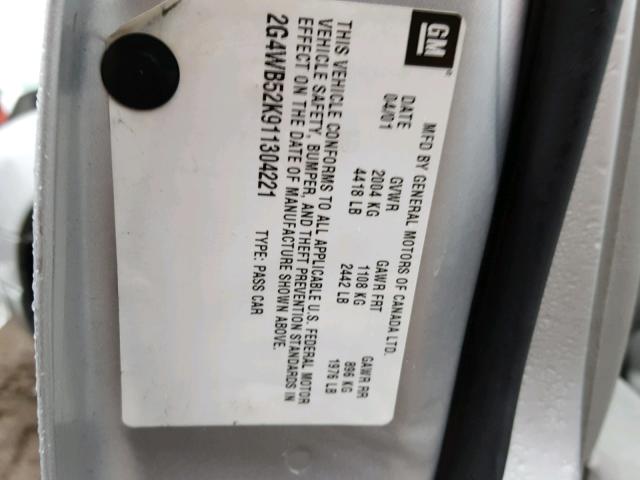 GM
MFD BY GENERAL MOTORS OF CANADA LTD.
DATE GVWR GAWR FRT GAWR RR
04/01 2004 KG 1108 KG 896 KG
4418 LB 2442 LB 1976 LB
THIS VEHICLE CONFORMS TO ALL APPLICABLE U.S. FEDERAL MOTOR
VEHICLE SAFETY, BUMPER, AND THEFT PREVENTION STANDARDS IN
EFFECT ON THE DATE OF MANUFACTURE SHOWN ABOVE.
2G4WB52K911304221 TYPE: PASS CAR